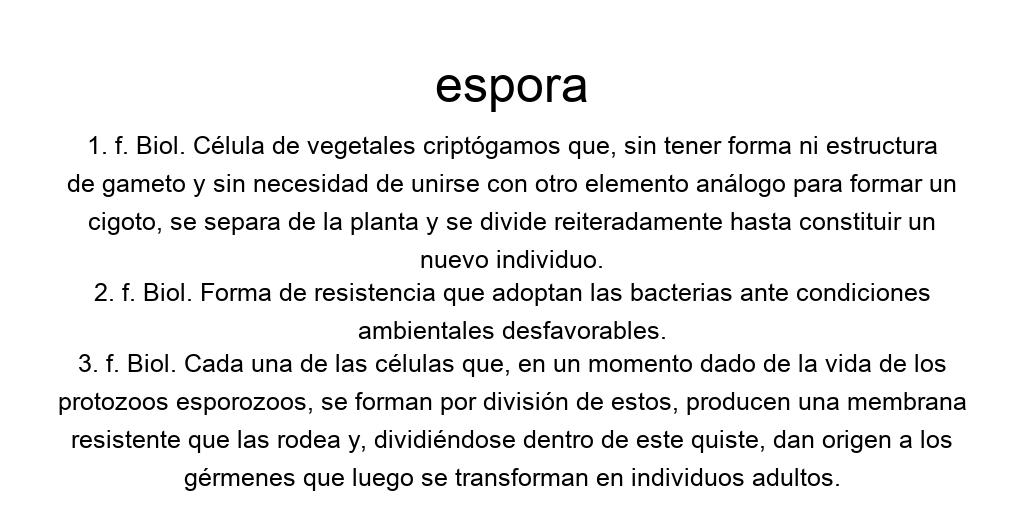 espora
1. f. Biol. Célula de vegetales criptógamos que, sin tener forma ni estructura
de gameto y sin necesidad de unirse con otro elemento análogo para formar un
cigoto, se separa de la planta y se divide reiteradamente hasta constituir un
nuevo individuo.
2. f. Biol. Forma de resistencia que adoptan las bacterias ante condiciones
ambientales desfavorables.
3. f. Biol. Cada una de las células que, en un momento dado de la vida de los
protozoos esporozoos, se forman por división de estos, producen una membrana
resistente que las rodea y, dividiéndose dentro de este quiste, dan origen a los
gérmenes que luego se transforman en individuos adultos.